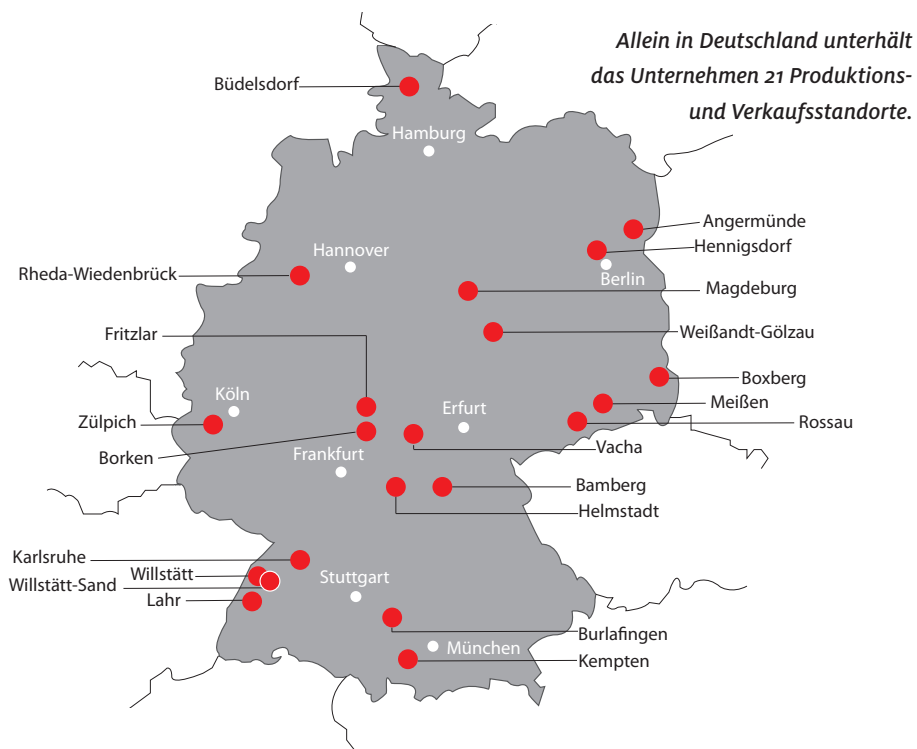 Allein in Deutschland unterhält
das Unternehmen 21 Produktions-
und Verkaufsstandorte.
Büdelsdorf
Hamburg
Angermünde
Hennigsdorf
Hannover
Rheda-Wiedenbrück
Berlin
Magdeburg
Fritzlar
Weißandt-Gölzau
Boxberg
Köln
Meißen
Erfurt
Zülpich
Rossau
Borken
Vacha
Frankfurt
Bamberg
Helmstadt
Karlsruhe
Willstätt
Stuttgart
Willstätt-Sand
Lahr
Burlafingen
München
Kempten